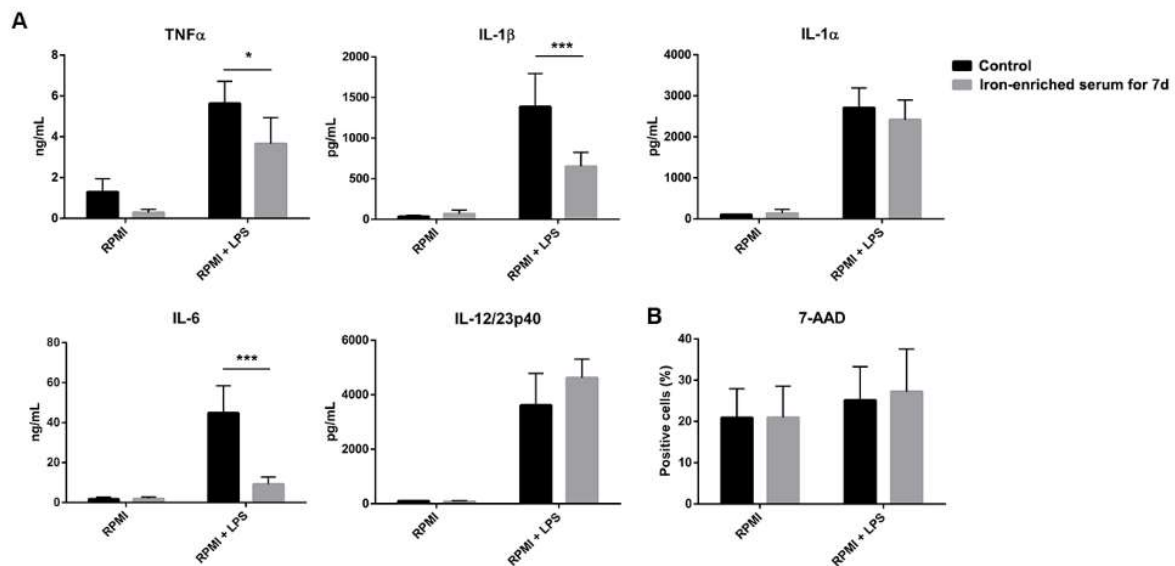 A
TNFα
*
ng/mL
8
6
4
2
0
RPMI
RPMI + LPS
IL-1β
***
pg/mL
2000
1500
1000
500
0
RPMI
RPMI + LPS
IL-1α
pg/mL
4000
3000
2000
1000
0
RPMI
RPMI + LPS
Control
Iron-enriched serum for 7d
IL-6
***
ng/mL
80
60
40
20
0
RPMI
RPMI + LPS
IL-12/23p40
pg/mL
6000
4000
2000
0
RPMI
RPMI + LPS
B
7-AAD
Positive cells (%)
40
30
20
10
0
RPMI
RPMI + LPS